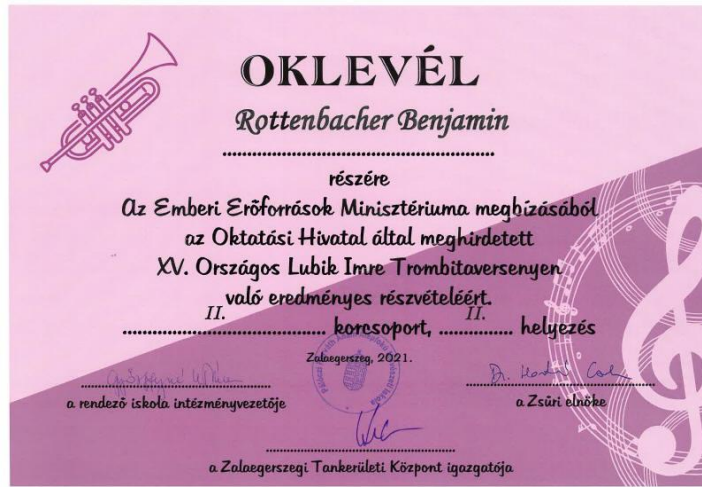 OKLEVÉL
Rottenbacher Benjamin
részére
Az Emberi Erőforrások Minisztériuma megbízásából
az Oktatási Hivatal által meghirdetett
XV. Országos Lubik Imre Trombitaversenyen
való eredményes részvételéért.
II. korcsoport, II. helyezés
Zalaegerszeg, 2021.
a rendező iskola intézményvezetője
a Zsűri elnöke
a Zalaegerszegi Tankerületi Központ igazgatója